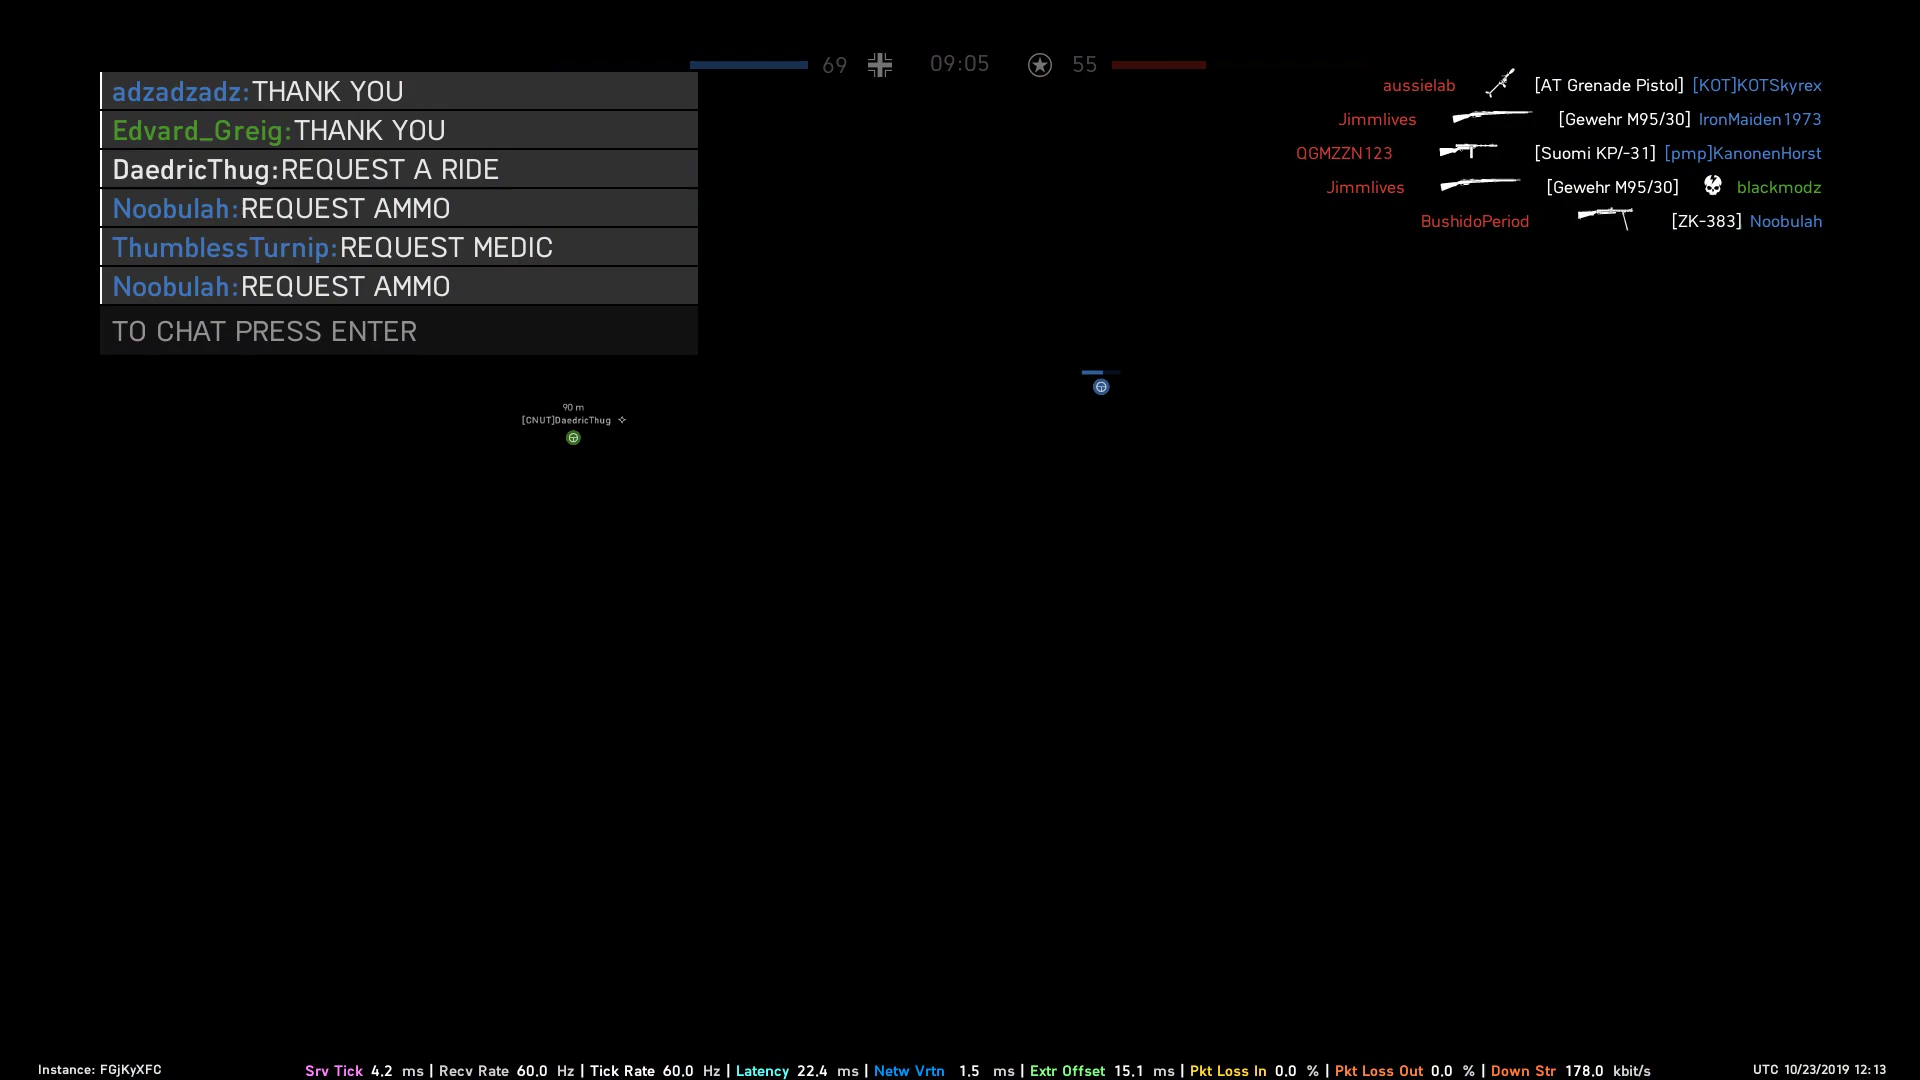 69 09:05 55
adzadzadz:THANK YOU
Edvard_Greig:THANK YOU
DaedricThug:REQUEST A RIDE
Noobulah:REQUEST AMMO
ThumblessTurnip:REQUEST MEDIC
Noobulah:REQUEST AMMO
TO CHAT PRESS ENTER
aussielab [AT Grenade Pistol] [KOT]KOTSkyrex
Jimmlives [Gewehr M95/30] IronMaiden1973
QGMZZN123 [Suomi KP/-31] [pmp]KanonenHorst
Jimmlives [Gewehr M95/30] blackmodz
BushidoPeriod [ZK-383] Noobulah
90 m
[CNUT]DaedricThug
Instance: FGjKyXFC
Srv Tick 4.2 ms | Recv Rate 60.0 Hz | Tick Rate 60.0 Hz | Latency 22.4 ms | Netw Vrtn 1.5 ms | Extr Offset 15.1 ms | Pkt Loss In 0.0 % | Pkt Loss Out 0.0 % | Down Str 178.0 kbit/s
UTC 10/23/2019 12:13